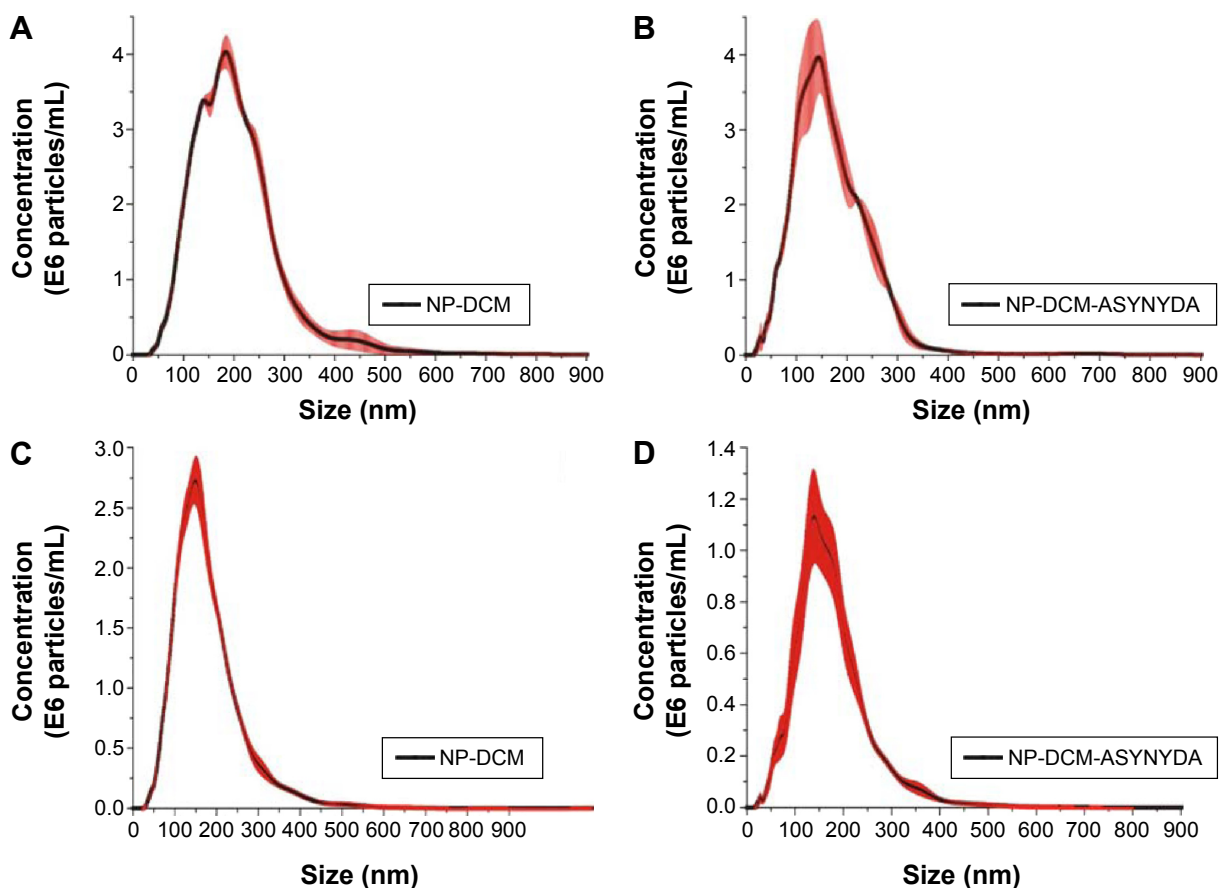 A
Concentration
(E6 particles/mL)
4
3
2
1
0
NP-DCM
0 100 200 300 400 500 600 700 800 900
Size (nm)
B
Concentration
(E6 particles/mL)
4
3
2
1
0
NP-DCM-ASYNYDA
0 100 200 300 400 500 600 700 800 900
Size (nm)
C
Concentration
(E6 particles/mL)
3.0
2.5
2.0
1.5
1.0
0.5
0.0
NP-DCM
0 100 200 300 400 500 600 700 800 900
Size (nm)
D
Concentration
(E6 particles/mL)
1.4
1.2
1.0
0.8
0.6
0.4
0.2
0.0
NP-DCM-ASYNYDA
0 100 200 300 400 500 600 700 800 900
Size (nm)